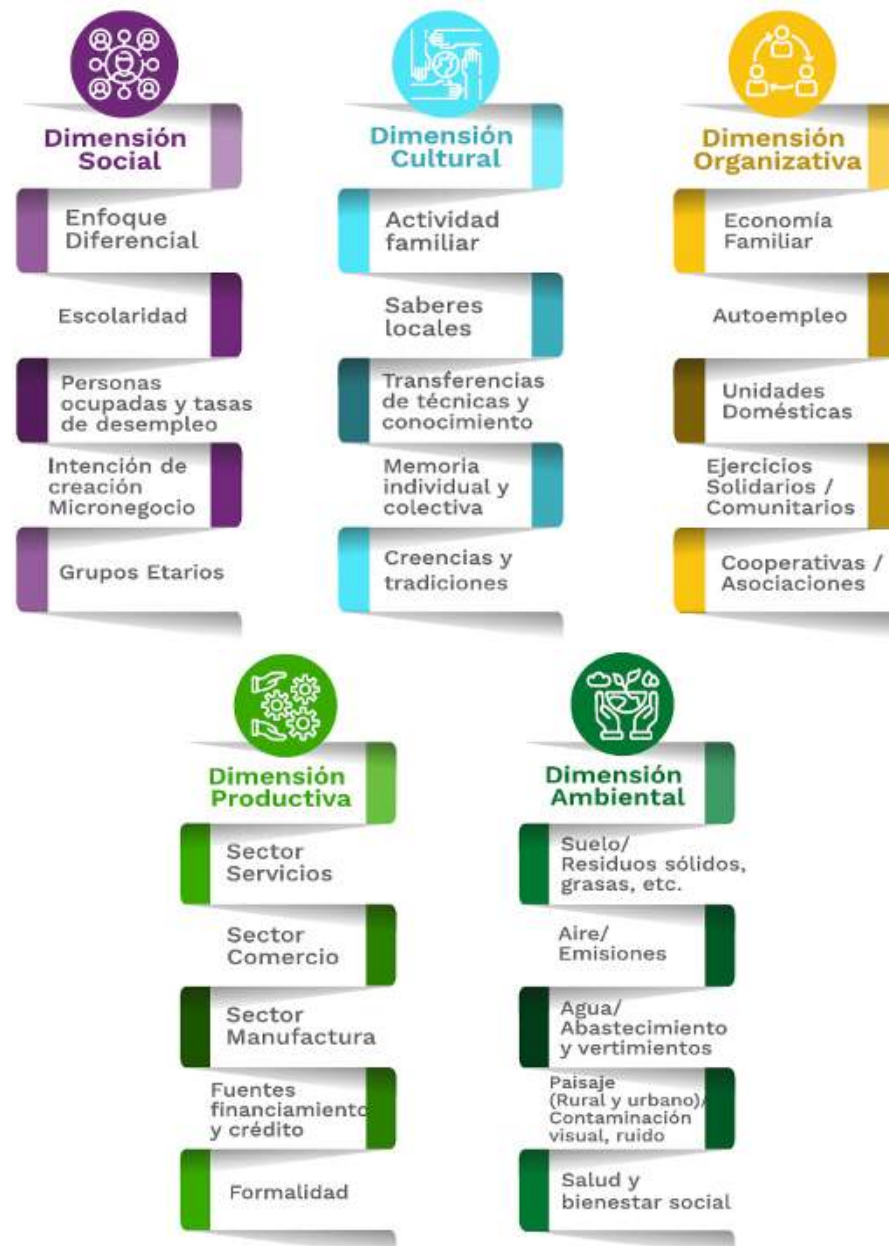 Dimensión
Social
Enfoque
Diferencial
Escolaridad
Personas
ocupadas y tasas
de desempleo
Intención de
creación
Micronegocio
Grupos Etarios
Dimensión
Cultural
Actividad
familiar
Saberes
locales
Transferencias
de técnicas y
conocimiento
Memoria
individual y
colectiva
Creencias y
tradiciones
Dimensión
Organizativa
Economía
Familiar
Autoempleo
Unidades
Domésticas
Ejercicios
Solidarios /
Comunitarios
Cooperativas /
Asociaciones
Dimensión
Productiva
Sector
Servicios
Sector
Comercio
Sector
Manufactura
Fuentes
financiamiento
y crédito
Formalidad
Dimensión
Ambiental
Suelo/
Residuos sólidos,
grasas, etc.
Aire/
Emisiones
Agua/
Abastecimiento
y vertimientos
Paisaje
(Rural y urbano)/
Contaminación
visual, ruido
Salud y
bienestar social